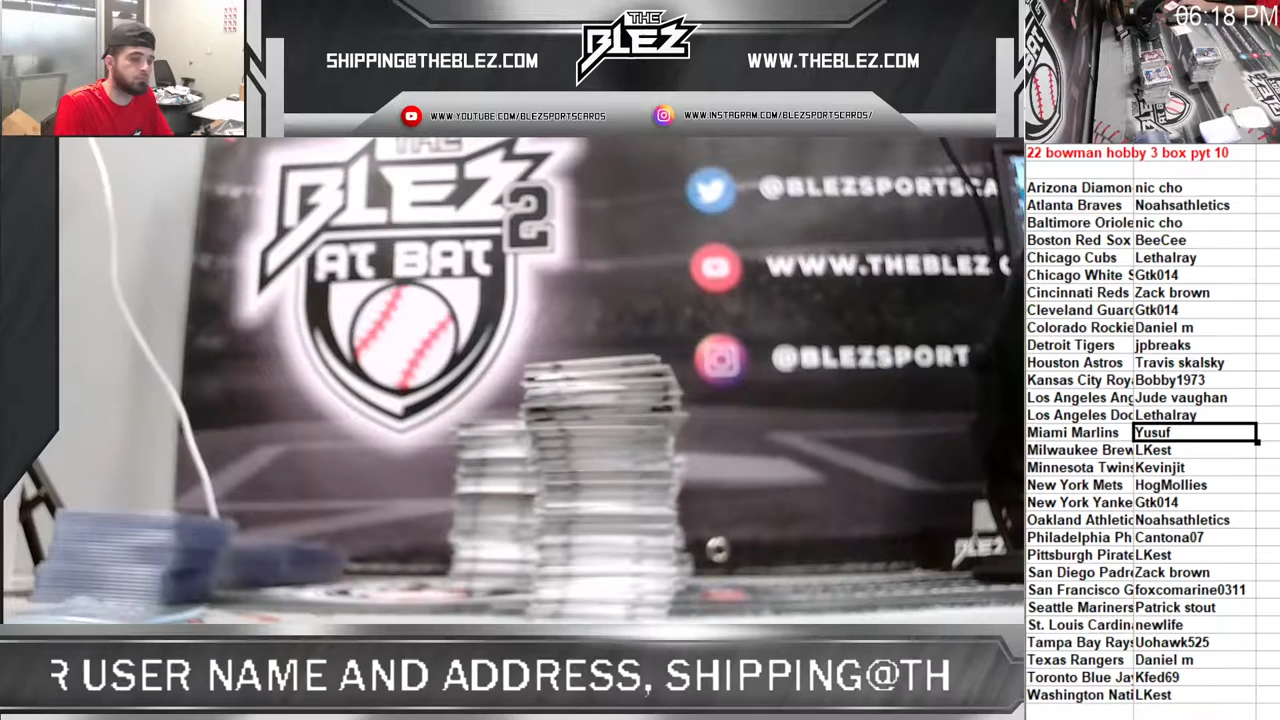 THE
BLEZ
SHIPPING@THEBLEZ.COM
WWW.THEBLEZ.COM
WWW.YOUTUBE.COM/BLEZSPORTSCARDS
WWW.INSTAGRAM.COM/BLEZSPORTSCARDS/
06:18 PM
THE
BLEZ
2
AT BAT
@BLEZSPORTSCA
WWW.THEBLEZ
@BLEZSPORT
BLEZ
22 bowman hobby 3 box pyt 10
Arizona Diamon nic cho
Atlanta Braves Noahsathletics
Baltimore Oriole nic cho
Boston Red Sox BeeCee
Chicago Cubs Lethalray
Chicago White S Gtk014
Cincinnati Reds Zack brown
Cleveland Guard Gtk014
Colorado Rockie Daniel m
Detroit Tigers jpbreaks
Houston Astros Travis skalsky
Kansas City Roy Bobby1973
Los Angeles Ang Jude vaughan
Los Angeles Dod Lethalray
Miami Marlins Yusuf
Milwaukee Brew LKest
Minnesota Twins Kevinjit
New York Mets HogMollies
New York Yanke Gtk014
Oakland Athletic Noahsathletics
Philadelphia Ph Cantona07
Pittsburgh Pirate LKest
San Diego Padre Zack brown
San Francisco G foxcomarine0311
Seattle Mariners Patrick stout
St. Louis Cardina newlife
Tampa Bay Rays Uohawk525
Texas Rangers Daniel m
Toronto Blue Jay Kfed69
Washington Nati LKest
R USER NAME AND ADDRESS, SHIPPING@TH